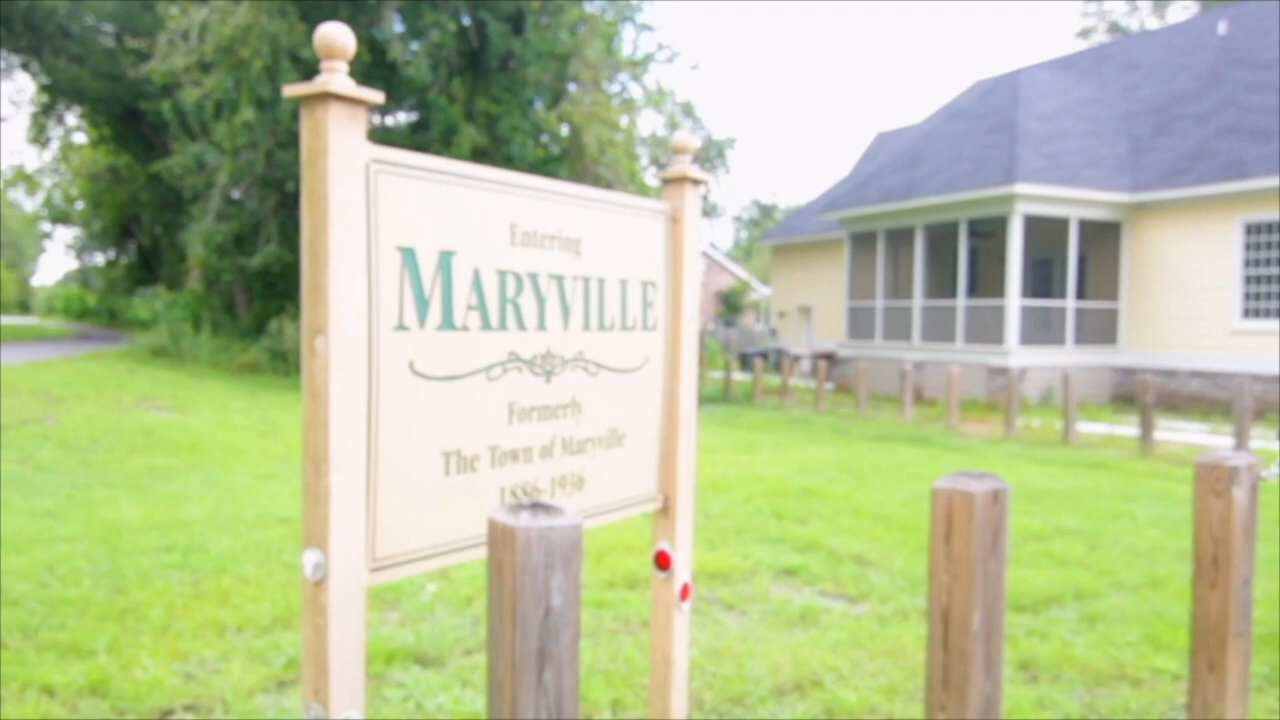 Entering
MARYVILLE
Formerly
The Town of Maryville
1886-1936